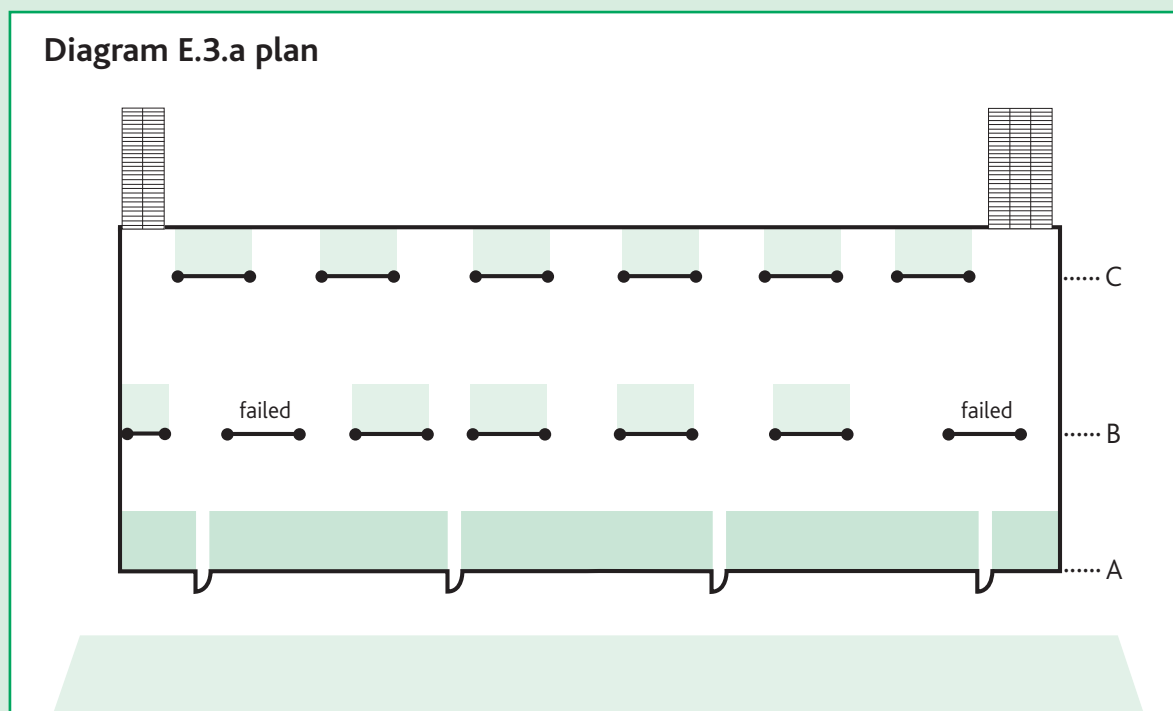 Diagram E.3.a plan
...... C
failed
failed
...... B
...... A